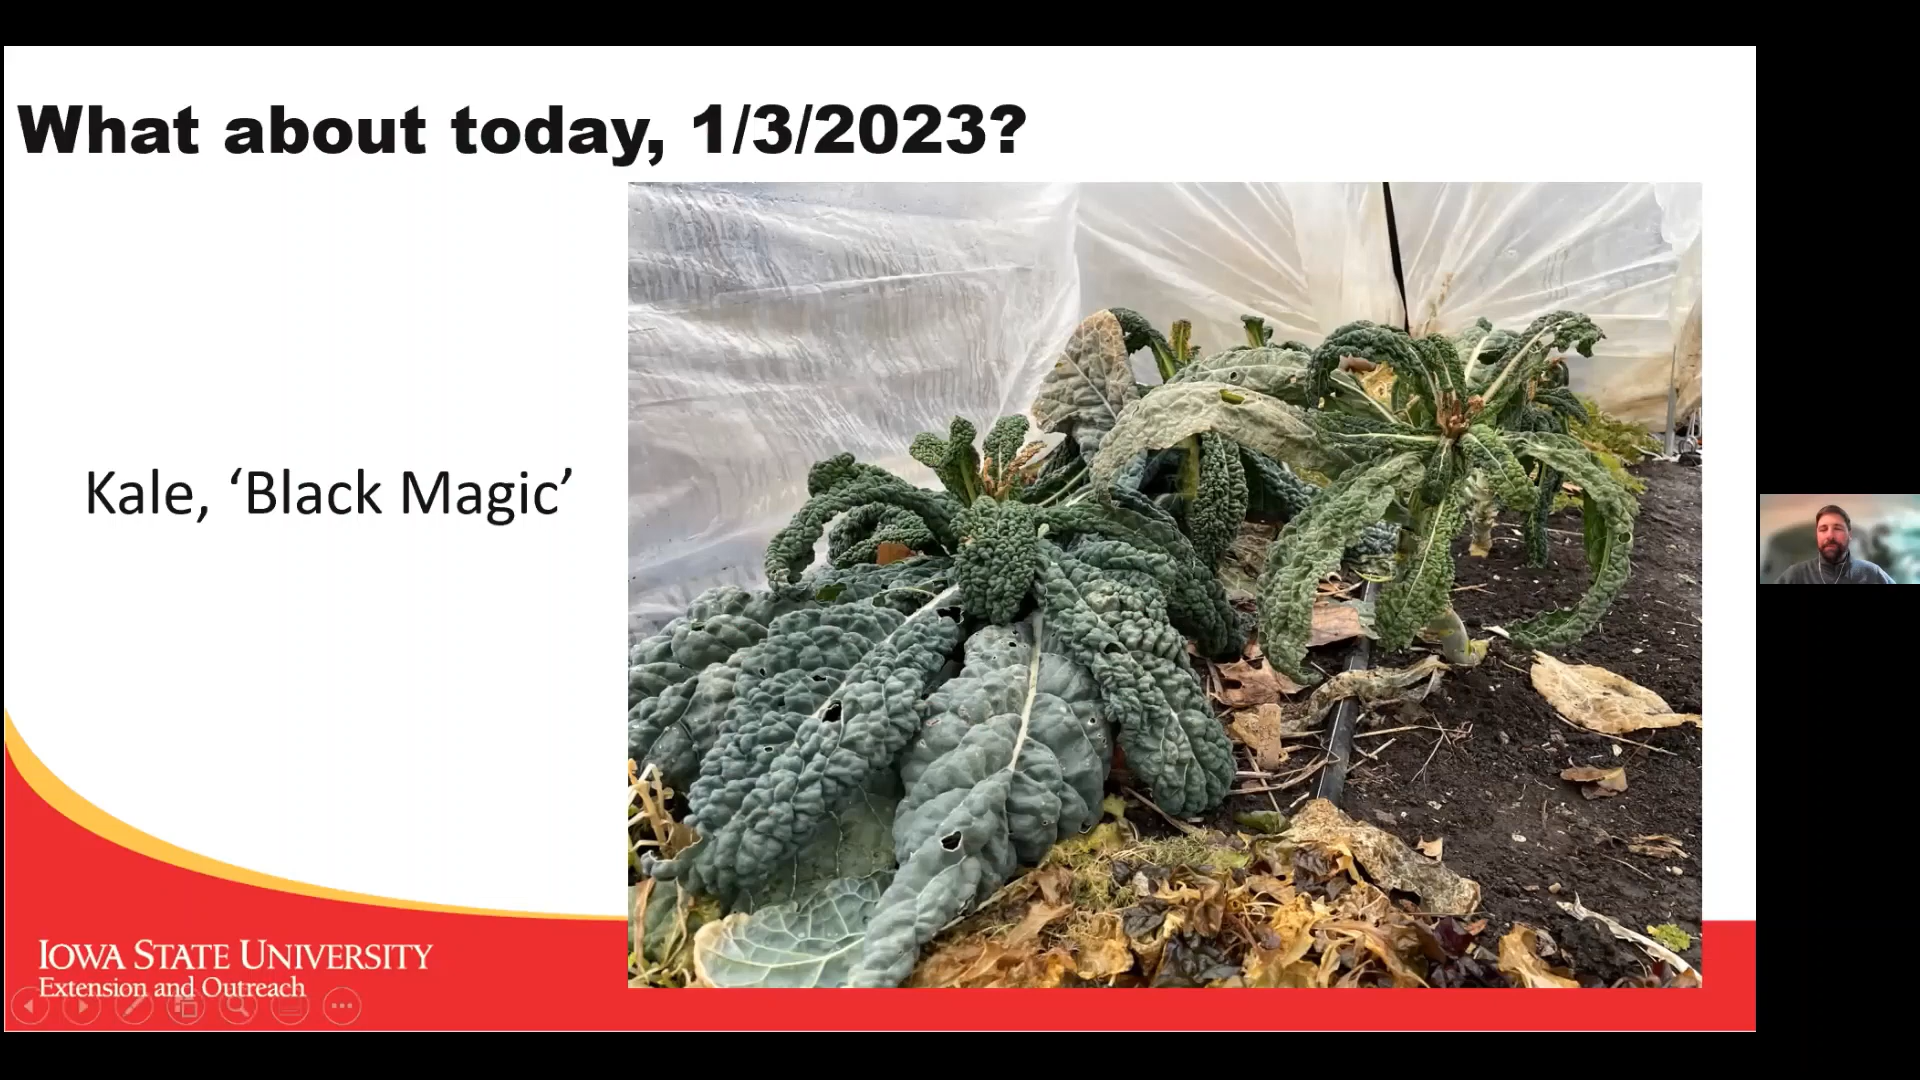 What about today, 1/3/2023?
Kale, ‘Black Magic’
IOWA STATE UNIVERSITY
Extension and Outreach